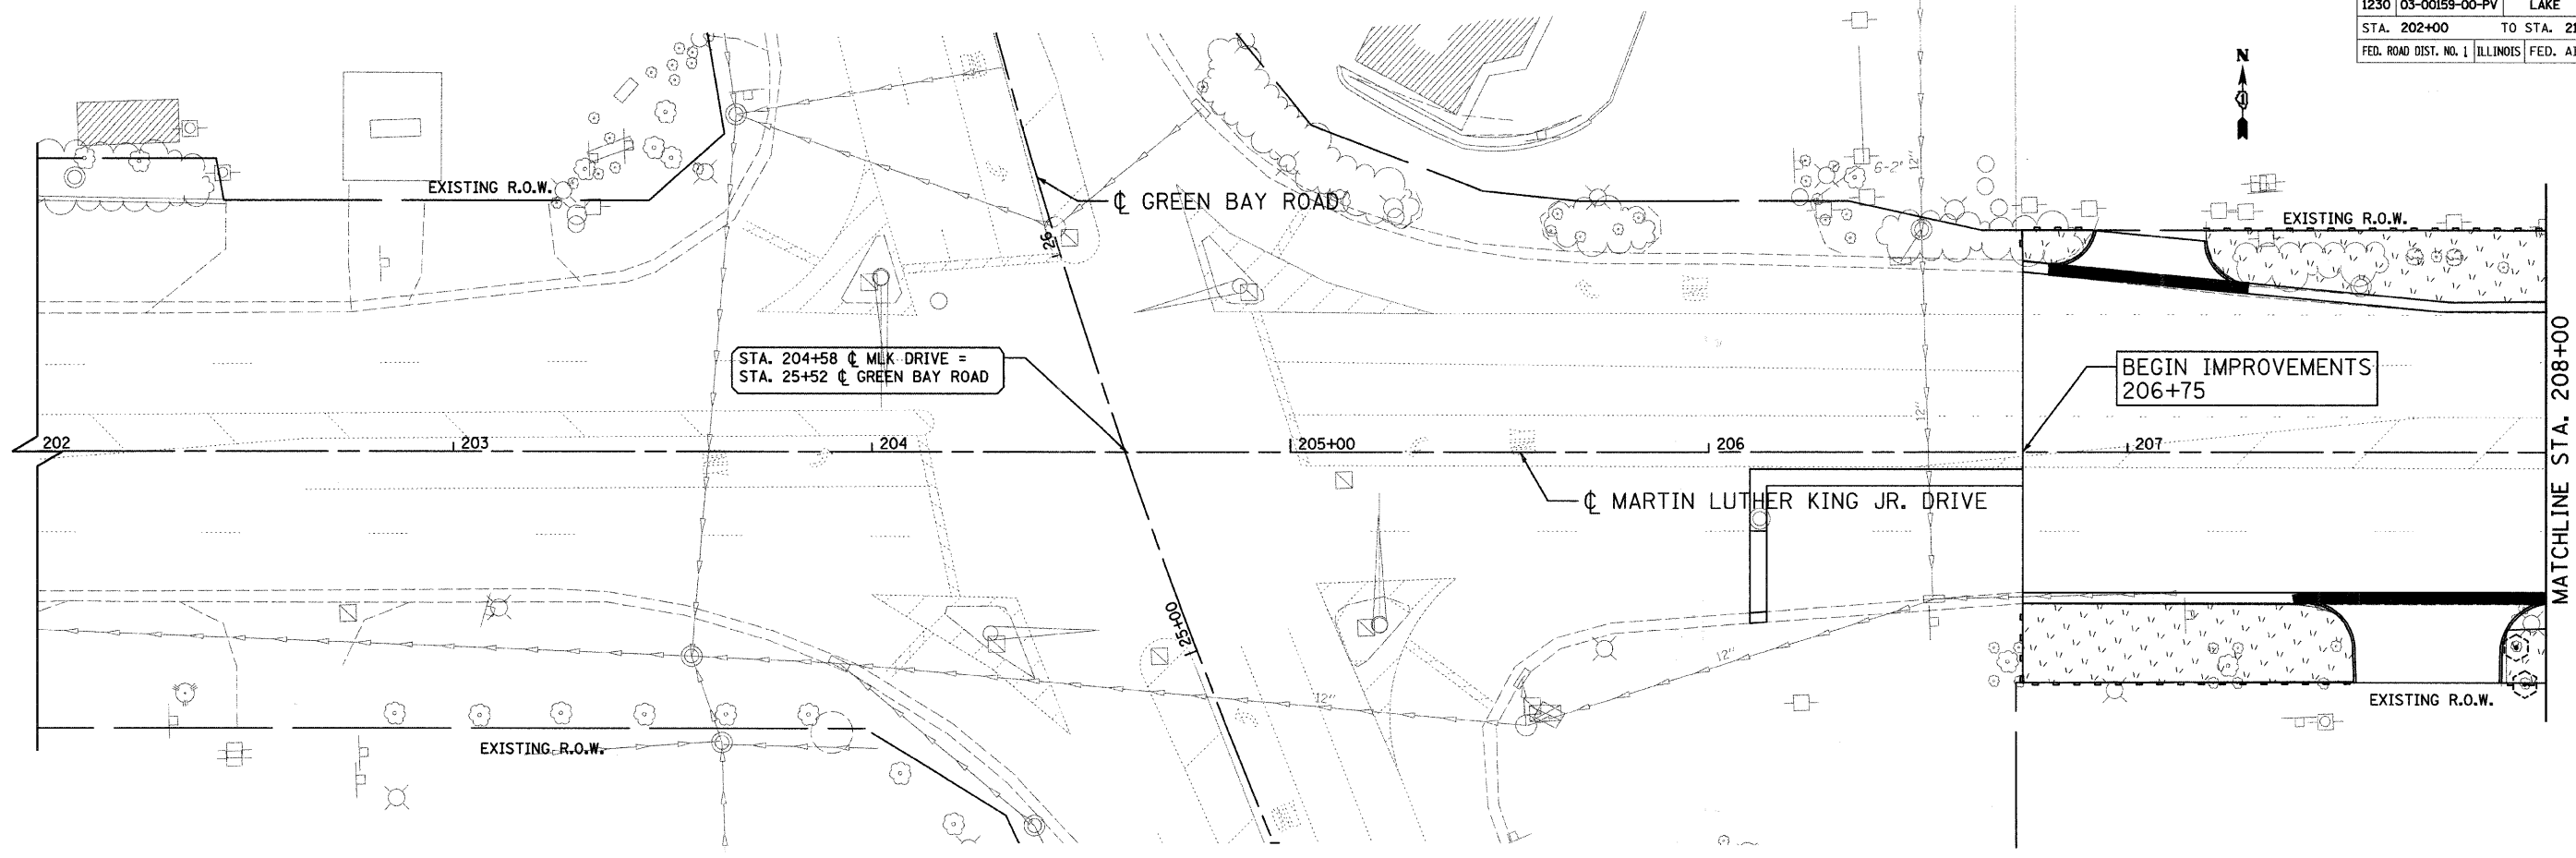 1230 03-00159-00-PV LAKE
STA. 202+00 TO STA.
FED. ROAD DIST. NO. 1 ILLINOIS FED.
N
EXISTING R.O.W.
6-2"
12"
℄ GREEN BAY ROAD
26
EXISTING R.O.W.
STA. 204+58 ℄ MLK DRIVE =
STA. 25+52 ℄ GREEN BAY ROAD
BEGIN IMPROVEMENTS
206+75
12"
202
203
204
205+00
206
207
MATCHLINE STA. 208+00
℄ MARTIN LUTHER KING JR. DRIVE
25+00
12"
12"
EXISTING R.O.W.
EXISTING R.O.W.